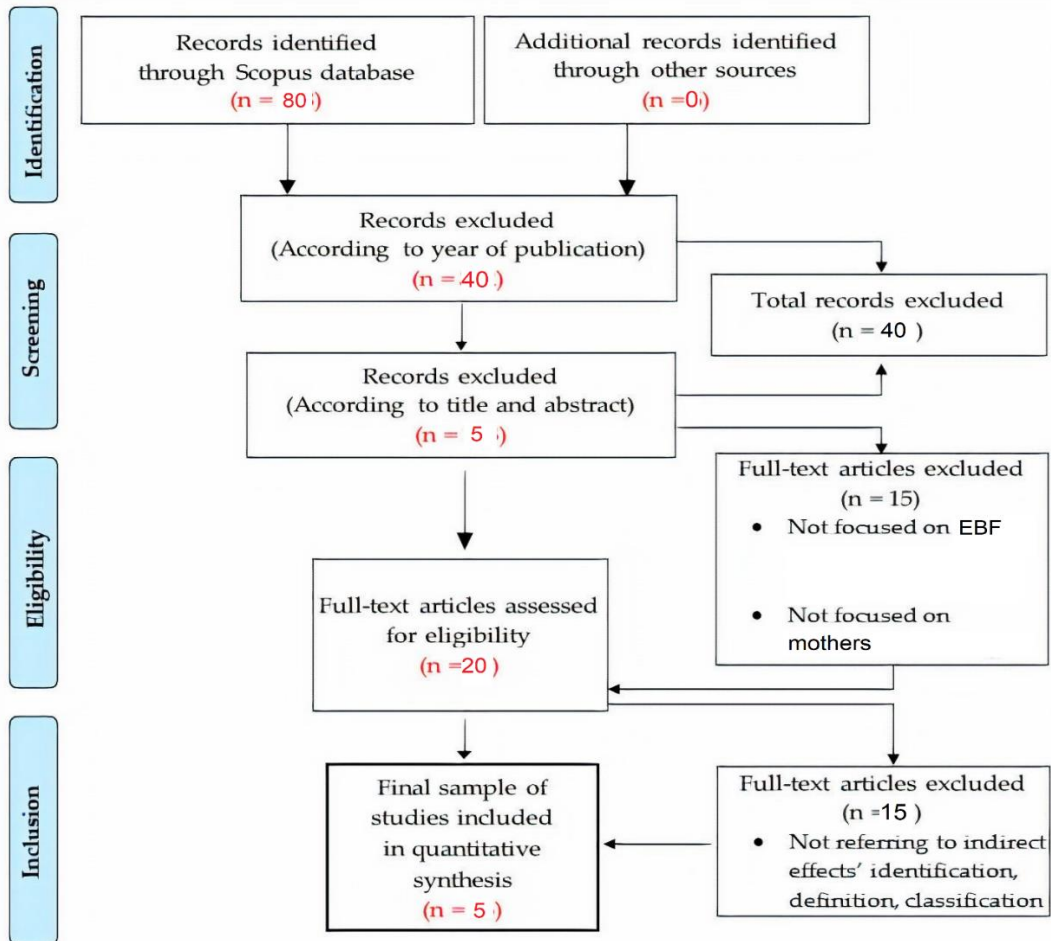 Identification
Records identified
through Scopus database
(n = 80)
Additional records identified
through other sources
(n =0)
Records excluded
(According to year of publication)
(n = 40)
Screening
Total records excluded
(n = 40 )
Records excluded
(According to title and abstract)
(n = 5 )
Eligibility
Full-text articles excluded
(n = 15)
• Not focused on EBF
• Not focused on
mothers
Full-text articles assessed
for eligibility
(n =20 )
Inclusion
Final sample of
studies included
in quantitative
synthesis
(n = 5 )
Full-text articles excluded
(n =15 )
• Not referring to indirect
effects' identification,
definition, classification